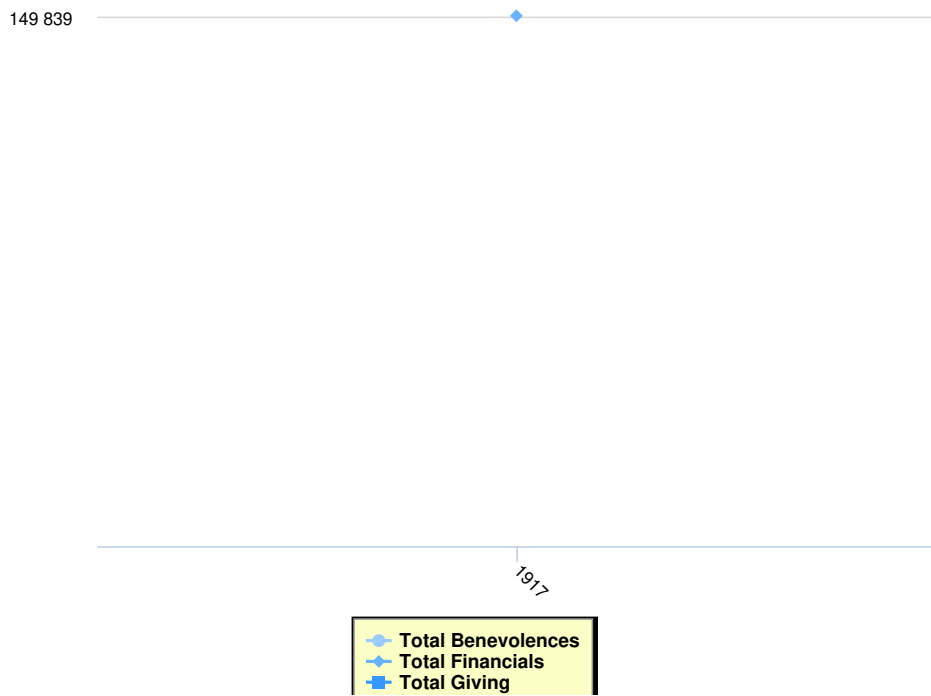 149 839
1917
Total Benevolences
Total Financials
Total Giving